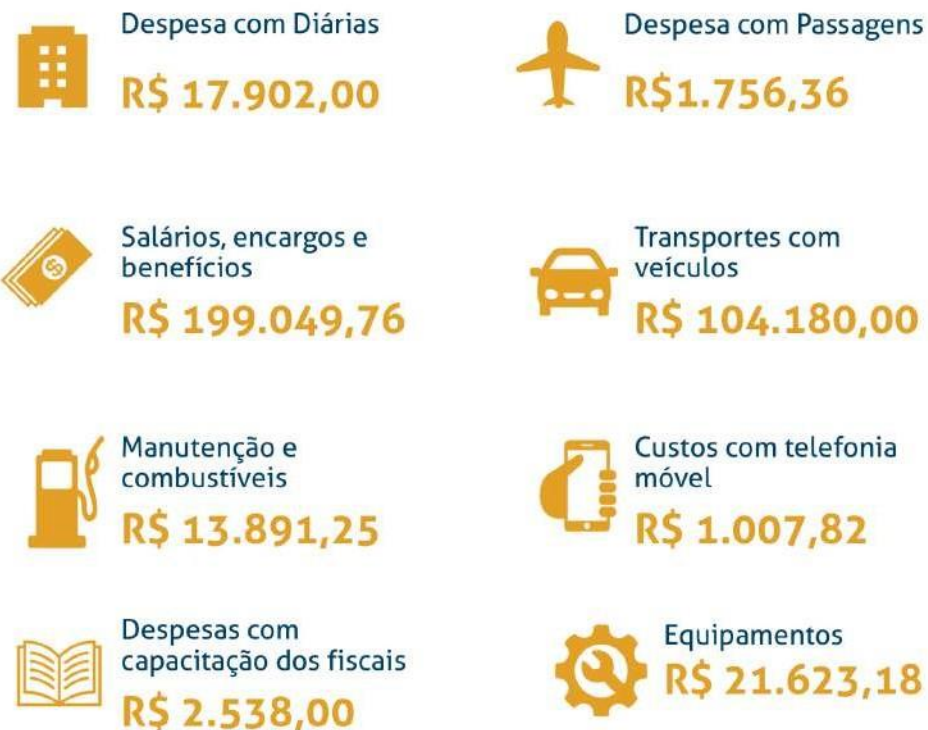 Despesa com Diárias
R$ 17.902,00
Despesa com Passagens
R$1.756,36
Salários, encargos e
benefícios
R$ 199.049,76
Transportes com
veículos
R$ 104.180,00
Manutenção e
combustíveis
R$ 13.891,25
Custos com telefonia
móvel
R$ 1.007,82
Despesas com
capacitação dos fiscais
R$ 2.538,00
Equipamentos
R$ 21.623,18